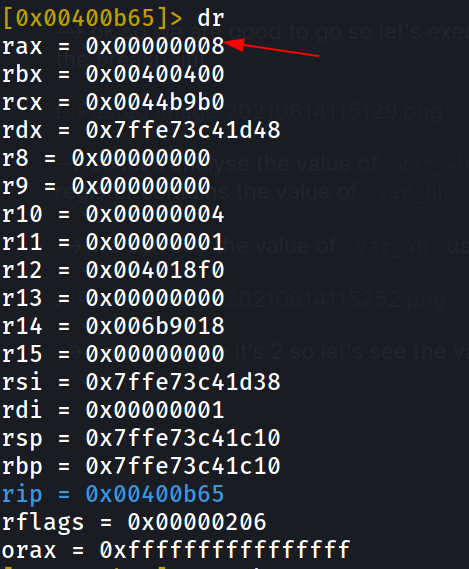 [0x00400b65]> dr
rax = 0x00000008
rbx = 0x00400400
rcx = 0x0044b9b0
rdx = 0x7ffe73c41d48
r8 = 0x00000000
r9 = 0x00000000
r10 = 0x00000004
r11 = 0x00000001
r12 = 0x004018f0
r13 = 0x00000000
r14 = 0x006b9018
r15 = 0x00000000
rsi = 0x7ffe73c41d38
rdi = 0x00000001
rsp = 0x7ffe73c41c10
rbp = 0x7ffe73c41c10
rip = 0x00400b65
rflags = 0x00000206
orax = 0xffffffffffffffff